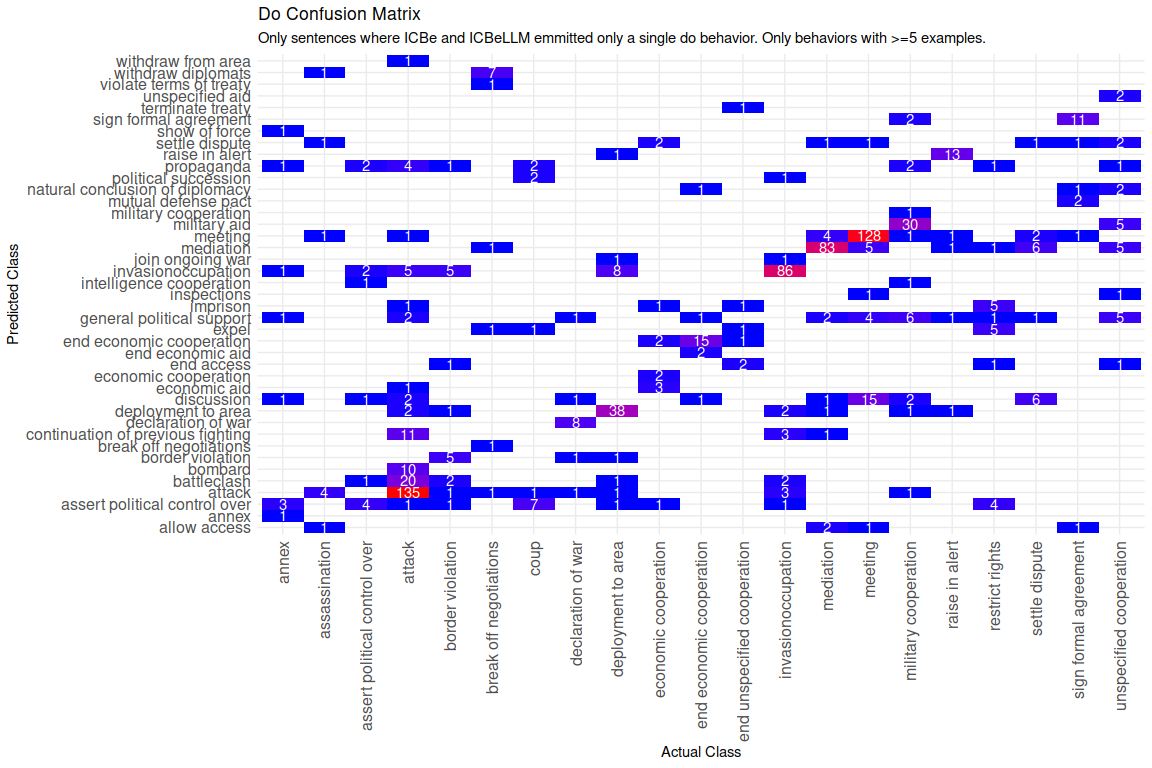 Do Confusion Matrix
Only sentences where ICBe and ICBeLLM emmitted only a single do behavior. Only behaviors with >=5 examples.
Predicted Class
withdraw from area 1
withdraw diplomats 1 7
violate terms of treaty 1
unspecified aid 2
terminate treaty 1
sign formal agreement 2 11
show of force 1
settle dispute 1 2 1 1 1 1 2
raise in alert 1 13
propaganda 1 2 4 1 2 2 1 1
political succession 2 1
natural conclusion of diplomacy 1 1 2
mutual defense pact 2
military cooperation 1
military aid 30 5
meeting 1 1 4 128 1 1 2 1
mediation 1 83 5 1 1 6 5
join ongoing war 1 1
invasionoccupation 1 2 5 5 8 86
intelligence cooperation 1 1
inspections 1 1
imprison 1 1 1 5
general political support 1 2 1 1 2 4 6 1 1 1 5
expel 1 1 1 5
end economic cooperation 2 15 1
end economic aid 2
end access 1 2 1 1
economic cooperation 2
economic aid 1 3
discussion 1 1 2 1 1 1 15 2 6
deployment to area 2 1 38 2 1 1 1
declaration of war 8
continuation of previous fighting 11 3 1
break off negotiations 1
border violation 5 1 1
bombard 10
battleclash 1 20 2 1 2
attack 4 135 1 1 1 1 1 3 1
assert political control over 3 4 1 1 7 1 1 1 4
annex 1
allow access 1 2 1 1
annex
assassination
assert political control over
attack
border violation
break off negotiations
coup
declaration of war
deployment to area
economic cooperation
end economic cooperation
end unspecified cooperation
invasionoccupation
mediation
meeting
military cooperation
raise in alert
restrict rights
settle dispute
sign formal agreement
unspecified cooperation
Actual Class